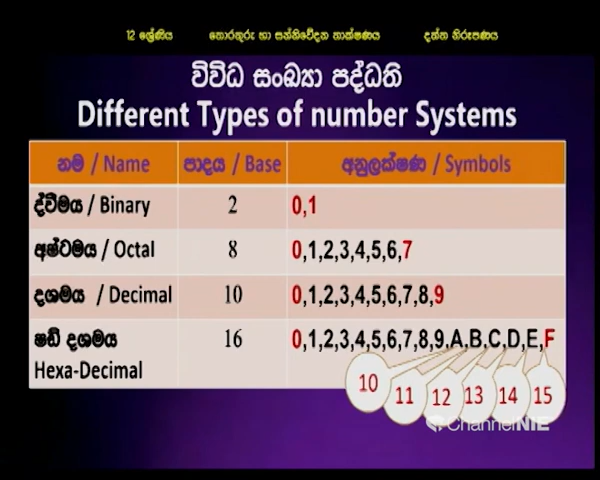 12 ශ්‍රේණිය තොරතුරු හා සන්නිවේදන තාක්ෂණය දත්ත නිරූපණය
විවිධ සංඛ්‍යා පද්ධති
Different Types of number Systems
නම / Name පාදය / Base අනුලක්ෂණ / Symbols
ද්වීමය / Binary 2 0,1
අෂ්ටමය / Octal 8 0,1,2,3,4,5,6,7
දශමය / Decimal 10 0,1,2,3,4,5,6,7,8,9
ෂඩ් දශමය 16 0,1,2,3,4,5,6,7,8,9,A,B,C,D,E,F
Hexa-Decimal
10 11 12 13 14 15
ChannelNIE